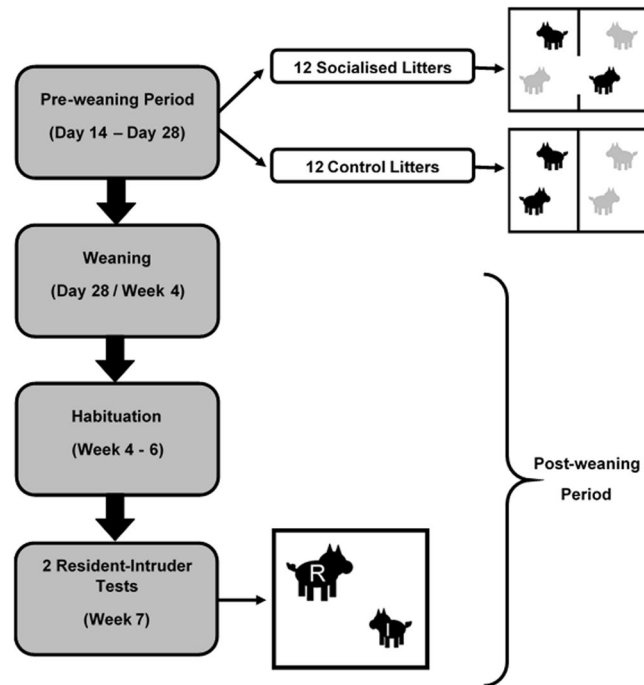 Pre-weaning Period
(Day 14 – Day 28)
12 Socialised Litters
12 Control Litters
Weaning
(Day 28 / Week 4)
Habituation
(Week 4 - 6)
Post-weaning
Period
2 Resident-Intruder
Tests
(Week 7)
R
I